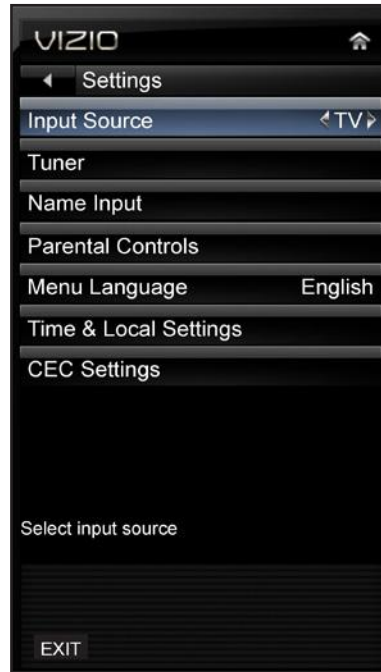 VIZIO
Settings
Input Source TV
Tuner
Name Input
Parental Controls
Menu Language English
Time & Local Settings
CEC Settings
Select input source
EXIT